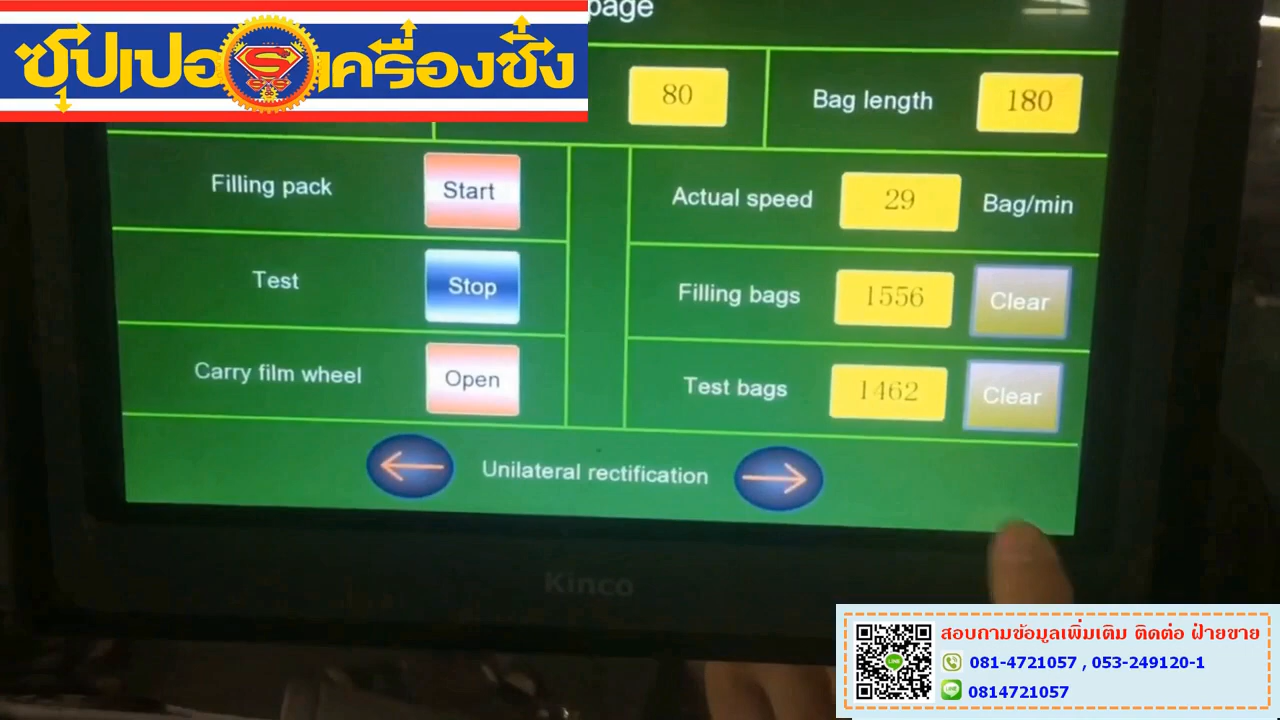 ซุปเปอร์เครื่องชั่ง
S
page
80
Bag length 180
Filling pack Start
Actual speed 29 Bag/min
Test Stop
Filling bags 1556 Clear
Carry film wheel Open
Test bags 1462 Clear
Unilateral rectification
Kinco
สอบถามข้อมูลเพิ่มเติม ติดต่อ ฝ่ายขาย
081-4721057 , 053-249120-1
LINE 0814721057